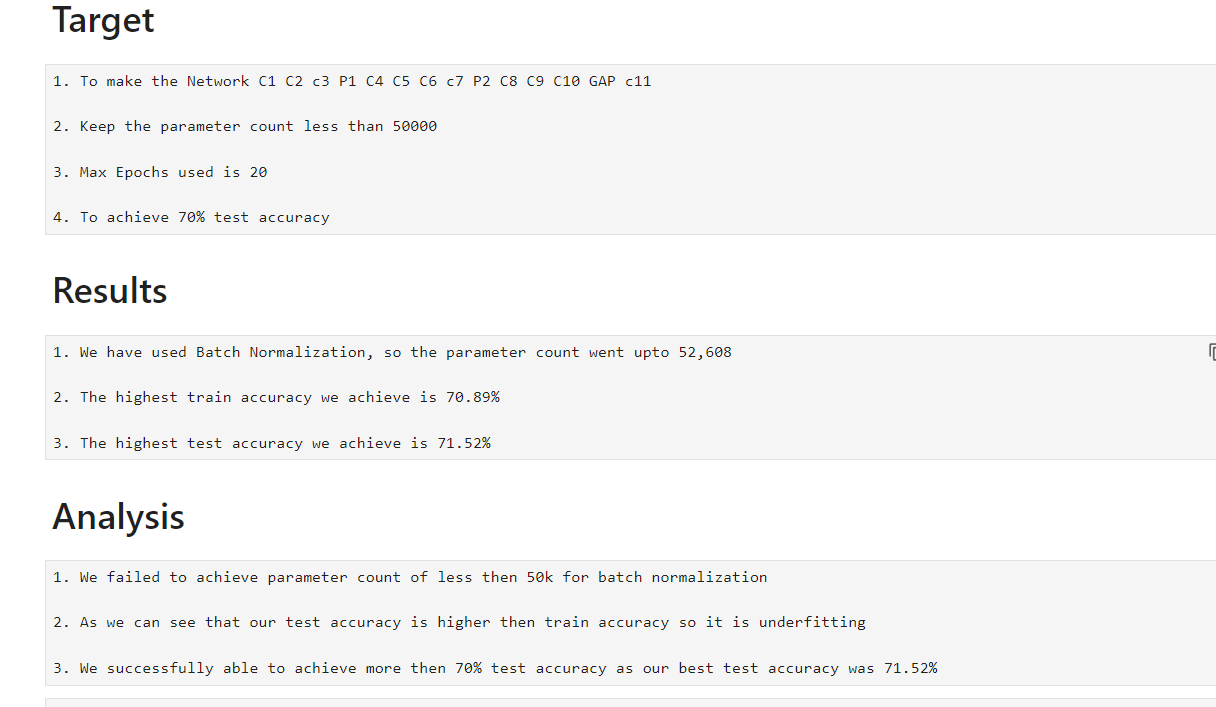 Target
1. To make the Network C1 C2 c3 P1 C4 C5 C6 c7 P2 C8 C9 C10 GAP c11
2. Keep the parameter count less than 50000
3. Max Epochs used is 20
4. To achieve 70% test accuracy
Results
1. We have used Batch Normalization, so the parameter count went upto 52,608
2. The highest train accuracy we achieve is 70.89%
3. The highest test accuracy we achieve is 71.52%
Analysis
1. We failed to achieve parameter count of less then 50k for batch normalization
2. As we can see that our test accuracy is higher then train accuracy so it is underfitting
3. We successfully able to achieve more then 70% test accuracy as our best test accuracy was 71.52%